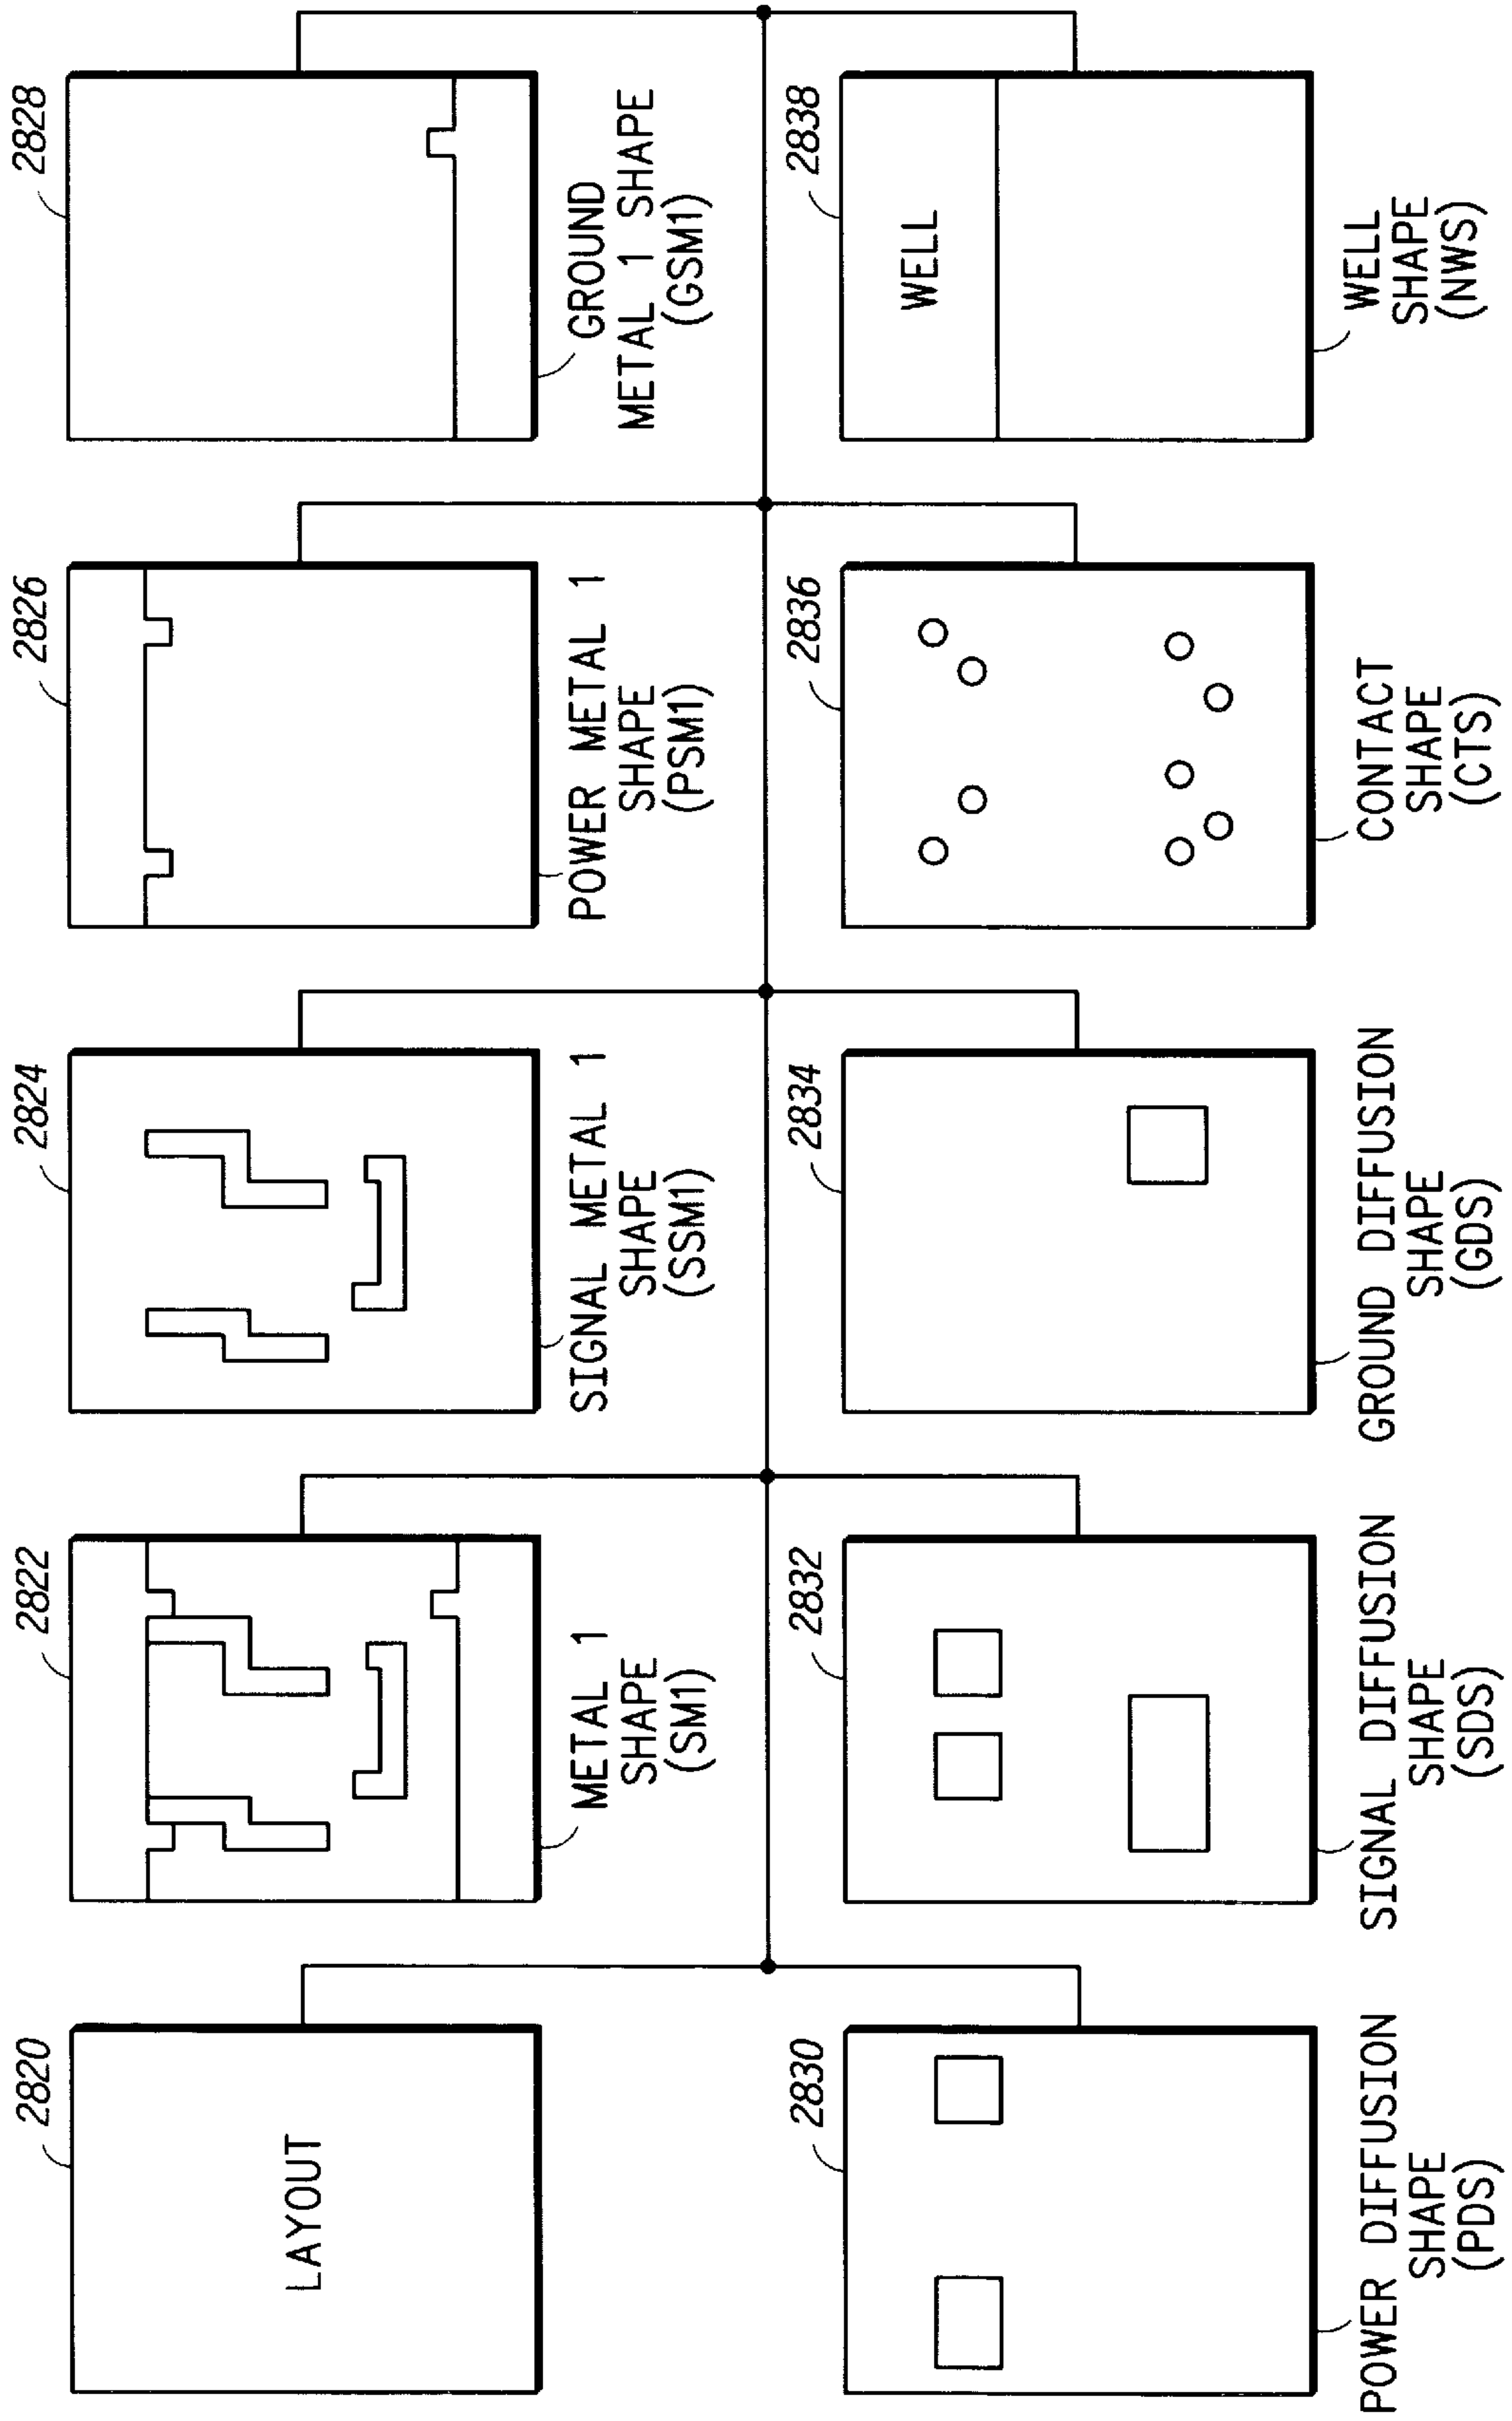 2820
LAYOUT
2822
METAL 1
SHAPE
(SM1)
2824
SIGNAL METAL 1
SHAPE
(SSM1)
2826
POWER METAL 1
SHAPE
(PSM1)
2828
GROUND
METAL 1 SHAPE
(GSM1)
2830
POWER DIFFUSION
SHAPE
(PDS)
2832
SIGNAL DIFFUSION
SHAPE
(SDS)
2834
GROUND DIFFUSION
SHAPE
(GDS)
2836
CONTACT
SHAPE
(CTS)
2838
WELL
WELL
SHAPE
(NWS)